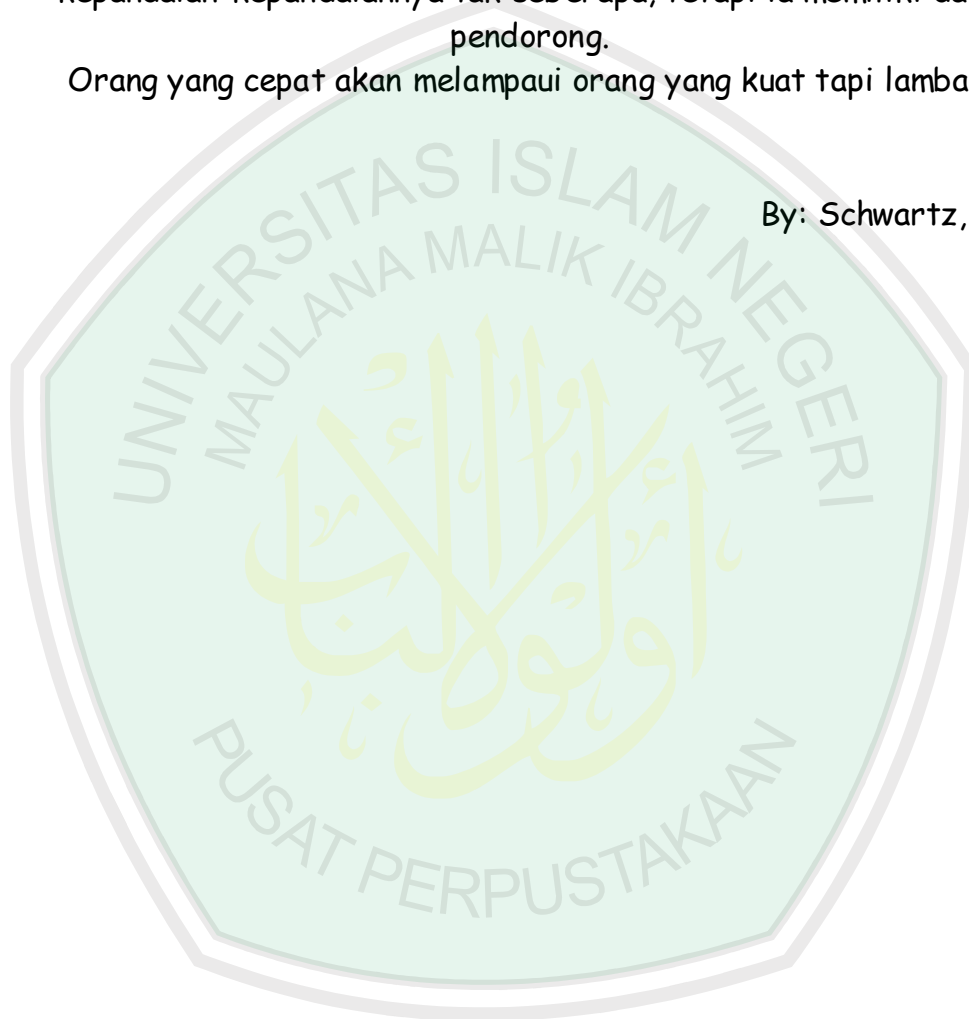 pendorong.
Orang yang cepat akan melampaui orang yang kuat tapi lamba
By: Schwartz,
UNIVERSITAS ISLAM NEGERI
MAULANA MALIK IBRAHIM
أولوا الألباب
PUSAT PERPUSTAKAAN